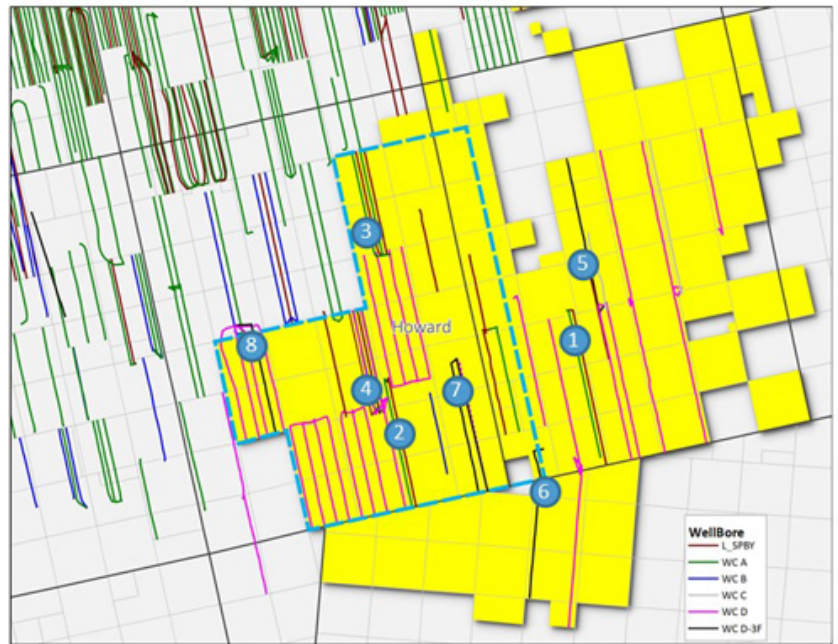 3
5
Howard
1
8
4
7
2
6
WellBore
L_SPBY
WC A
WC B
WC C
WC D
WC D-3F